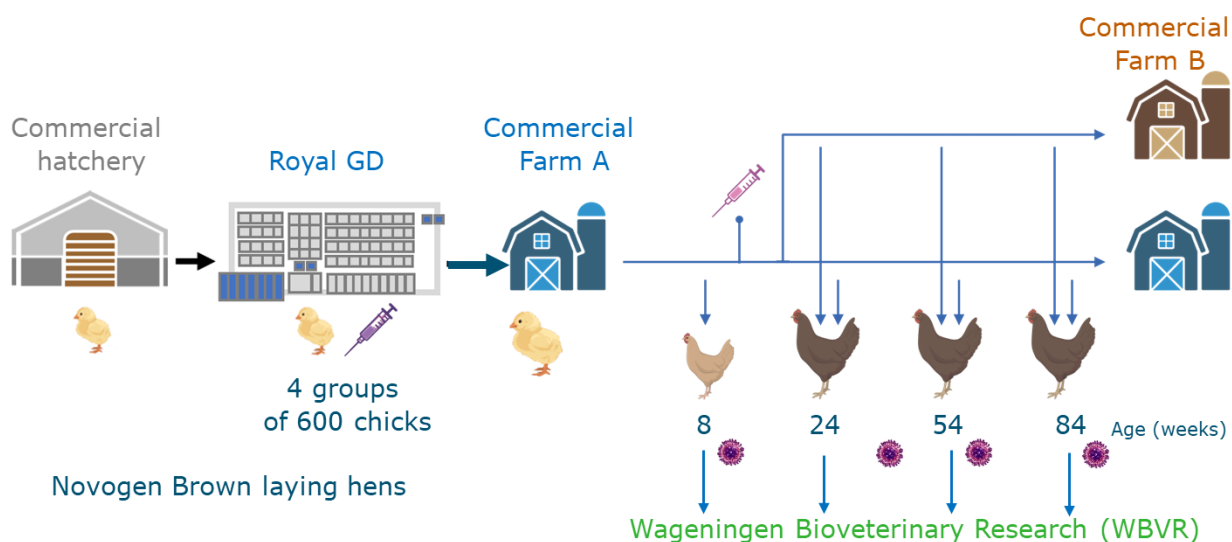 Commercial
hatchery
Royal GD
Commercial
Farm A
Commercial
Farm B
4 groups
of 600 chicks
8
24
54
84
Age (weeks)
Novogen Brown laying hens
Wageningen Bioveterinary Research (WBVR)